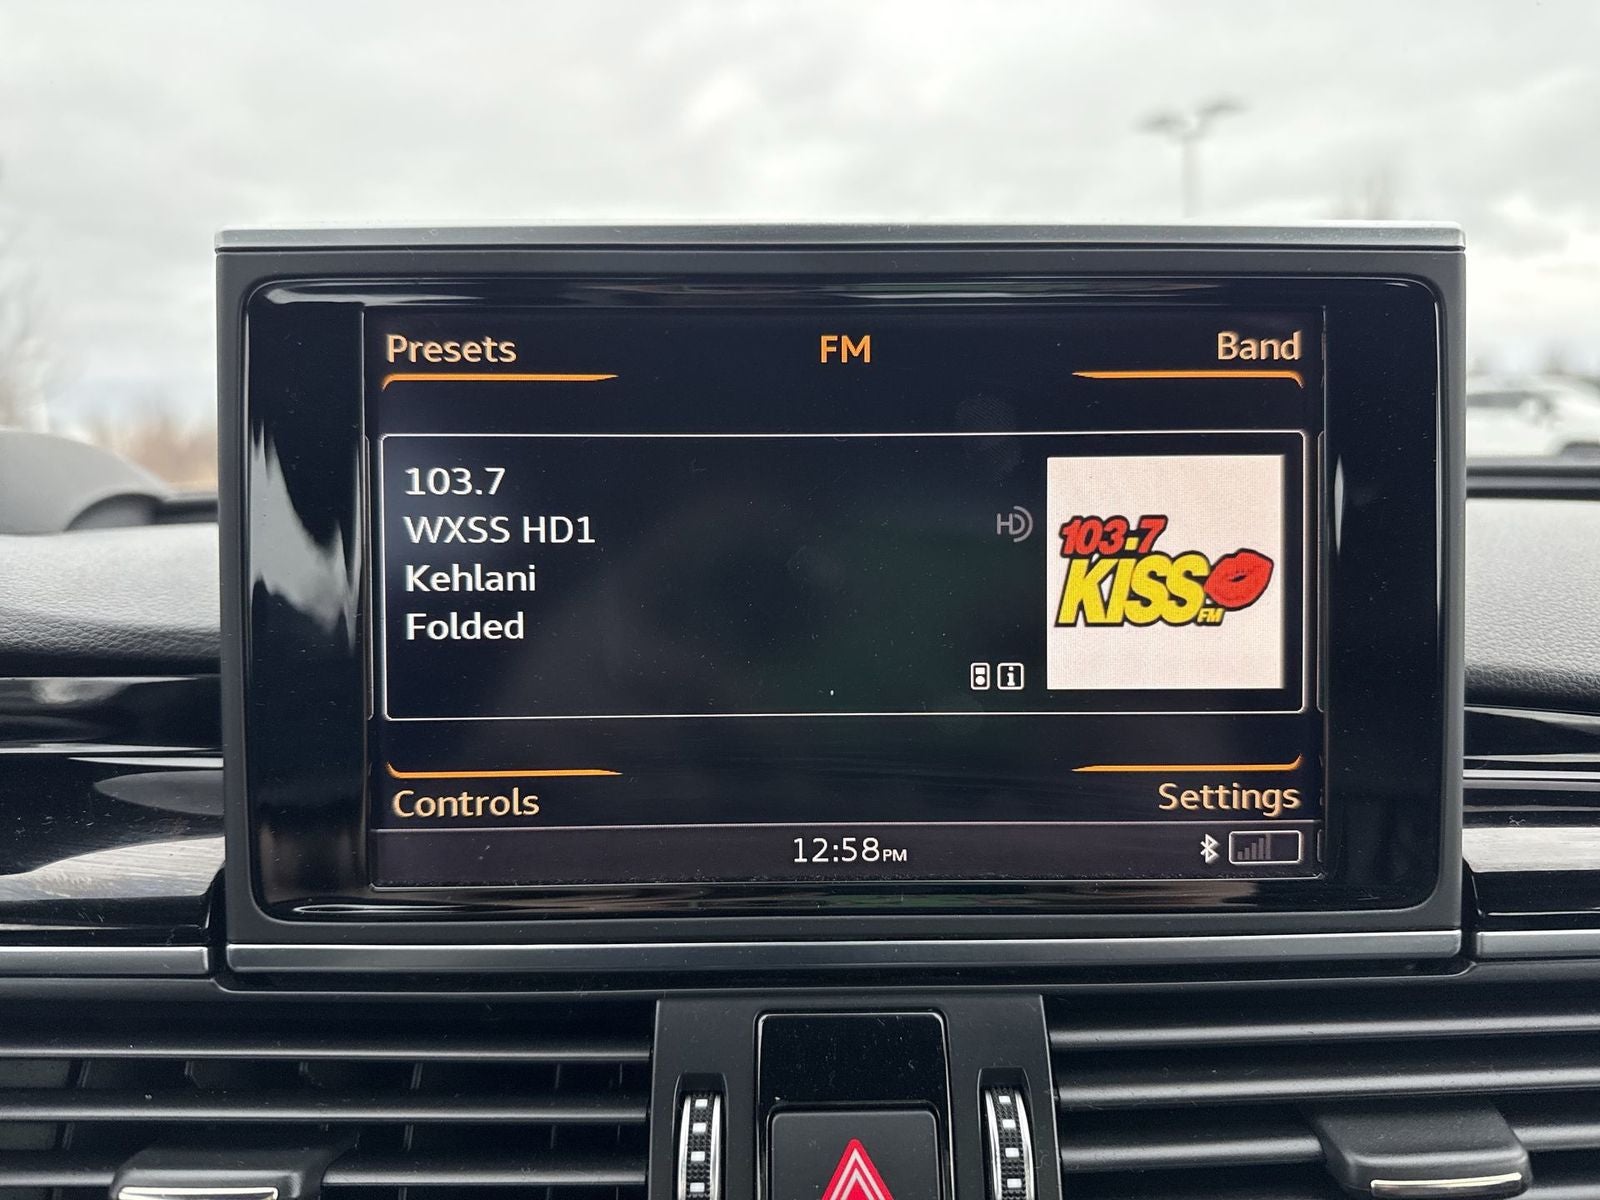 Presets
FM
Band
103.7
WXSS HD1
Kehlani
Folded
HD
i
103.7
KISS
FM
Controls
Settings
12:58PM